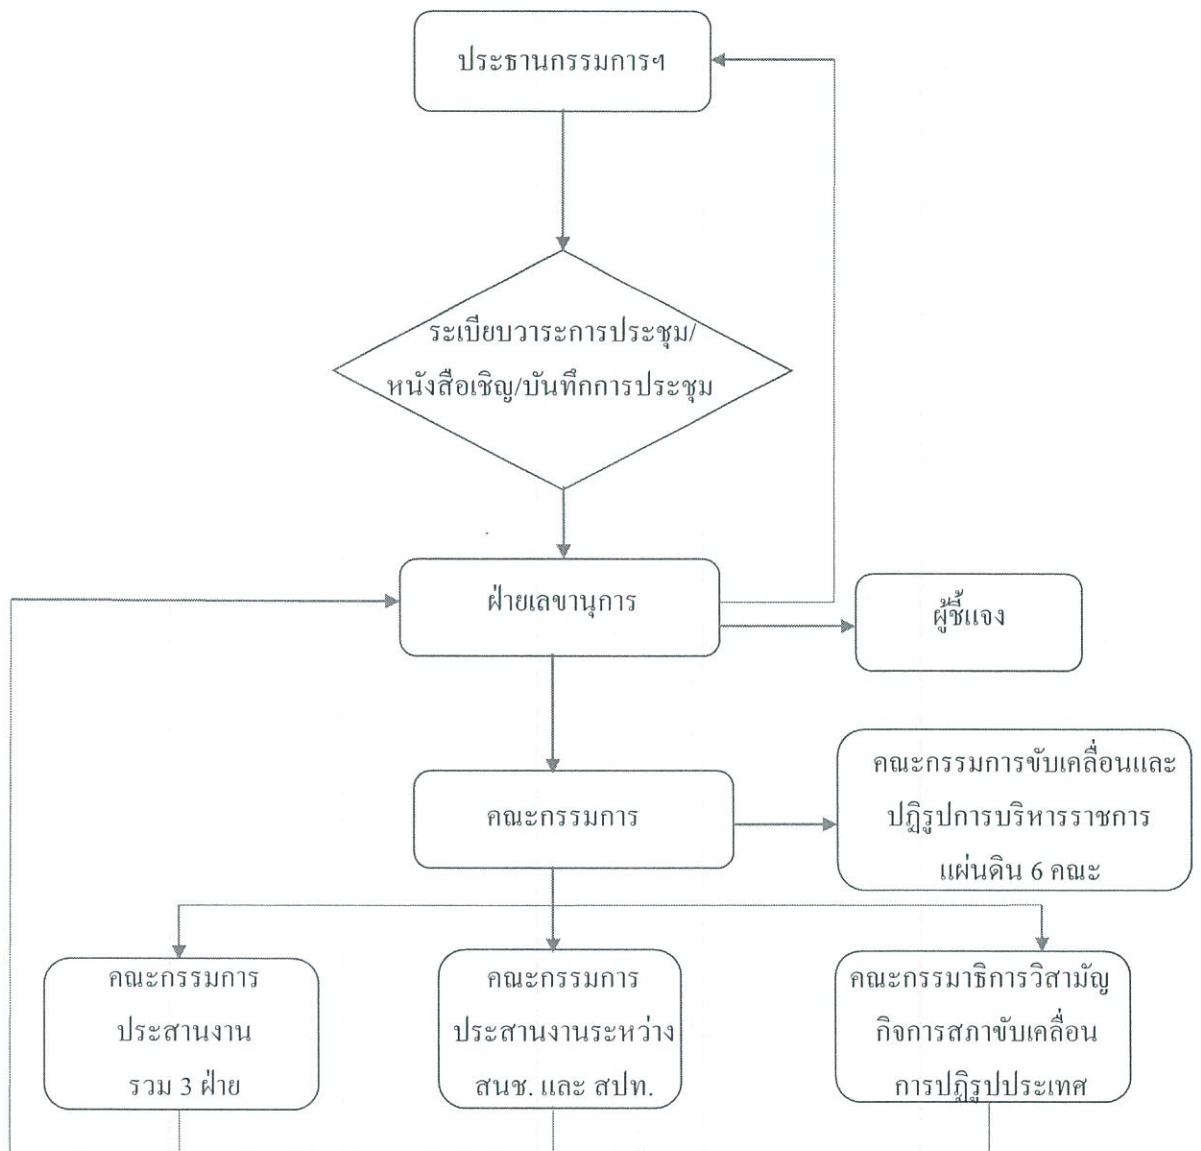 ประธานกรรมการฯ
ระเบียบวาระการประชุม/
หนังสือเชิญ/บันทึกการประชุม
ฝ่ายเลขานุการ
ผู้ชี้แจง
คณะกรรมการ
คณะกรรมการขับเคลื่อนและ
ปฏิรูปการบริหารราชการ
แผ่นดิน 6 คณะ
คณะกรรมการ
ประสานงาน
รวม 3 ฝ่าย
คณะกรรมการ
ประสานงานระหว่าง
สนช. และ สปท.
คณะกรรมาธิการวิสามัญ
กิจการสภาขับเคลื่อน
การปฏิรูปประเทศ